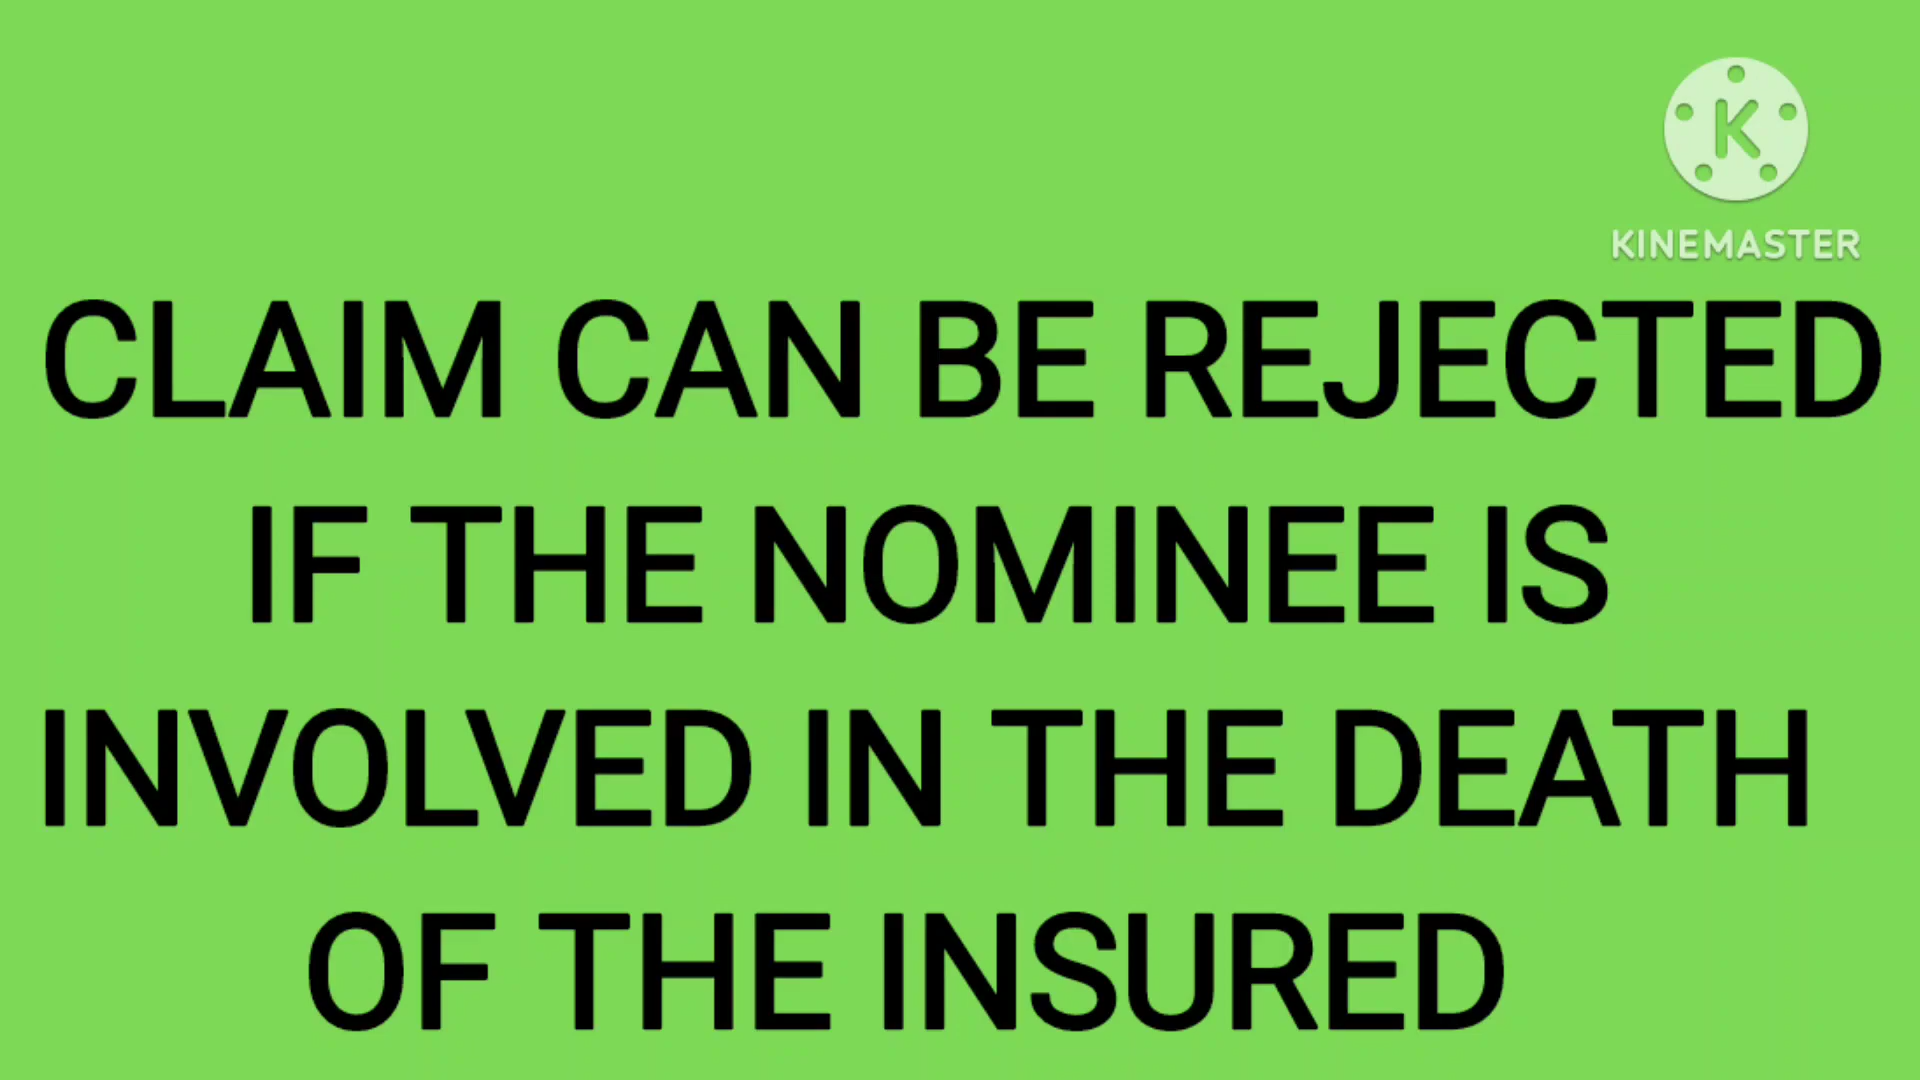 K
KINEMASTER
CLAIM CAN BE REJECTED
IF THE NOMINEE IS
INVOLVED IN THE DEATH
OF THE INSURED